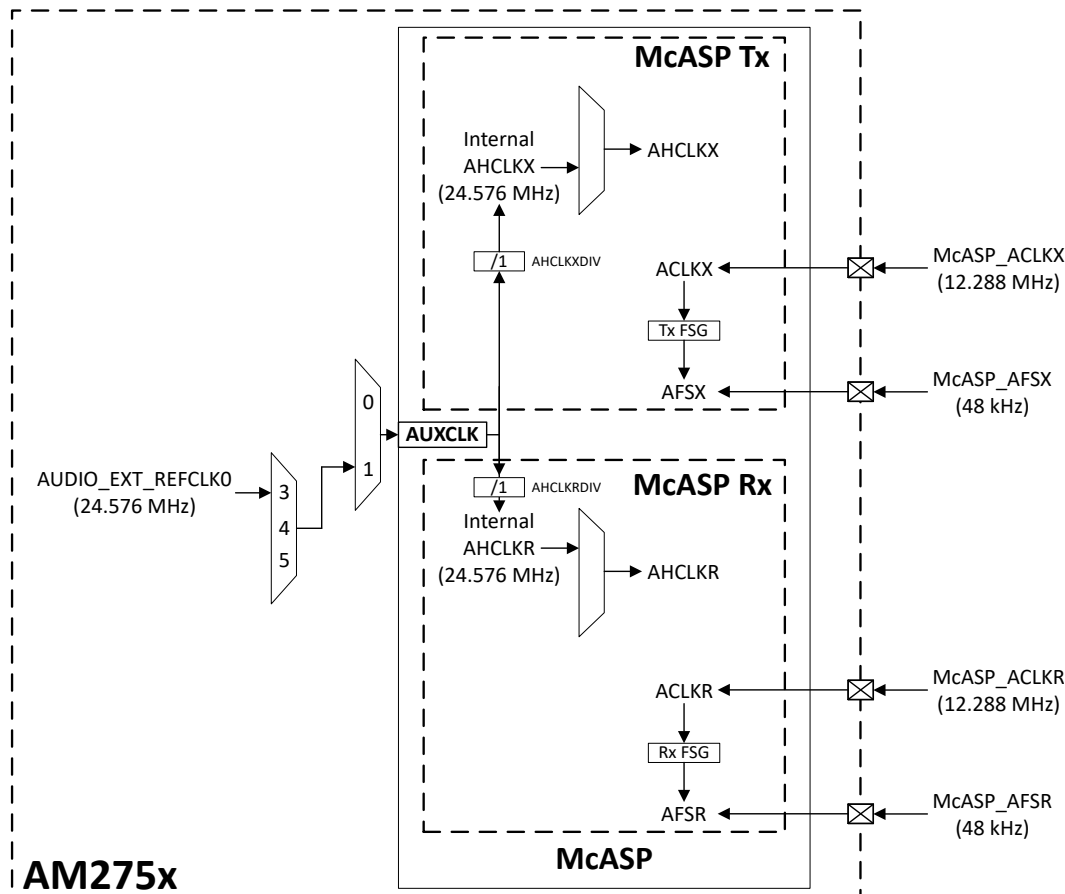 McASP Tx
Internal
AHCLKX
(24.576 MHz)
AHCLKX
/1
AHCLKXDIV
ACLKX
McASP_ACLKX
(12.288 MHz)
Tx FSG
AFSX
McASP_AFSX
(48 kHz)
0
1
AUXCLK
AUDIO_EXT_REFCLK0
(24.576 MHz)
3
4
5
/1
AHCLKRDIV
McASP Rx
Internal
AHCLKR
(24.576 MHz)
AHCLKR
ACLKR
McASP_ACLKR
(12.288 MHz)
Rx FSG
AFSR
McASP_AFSR
(48 kHz)
McASP
AM275x